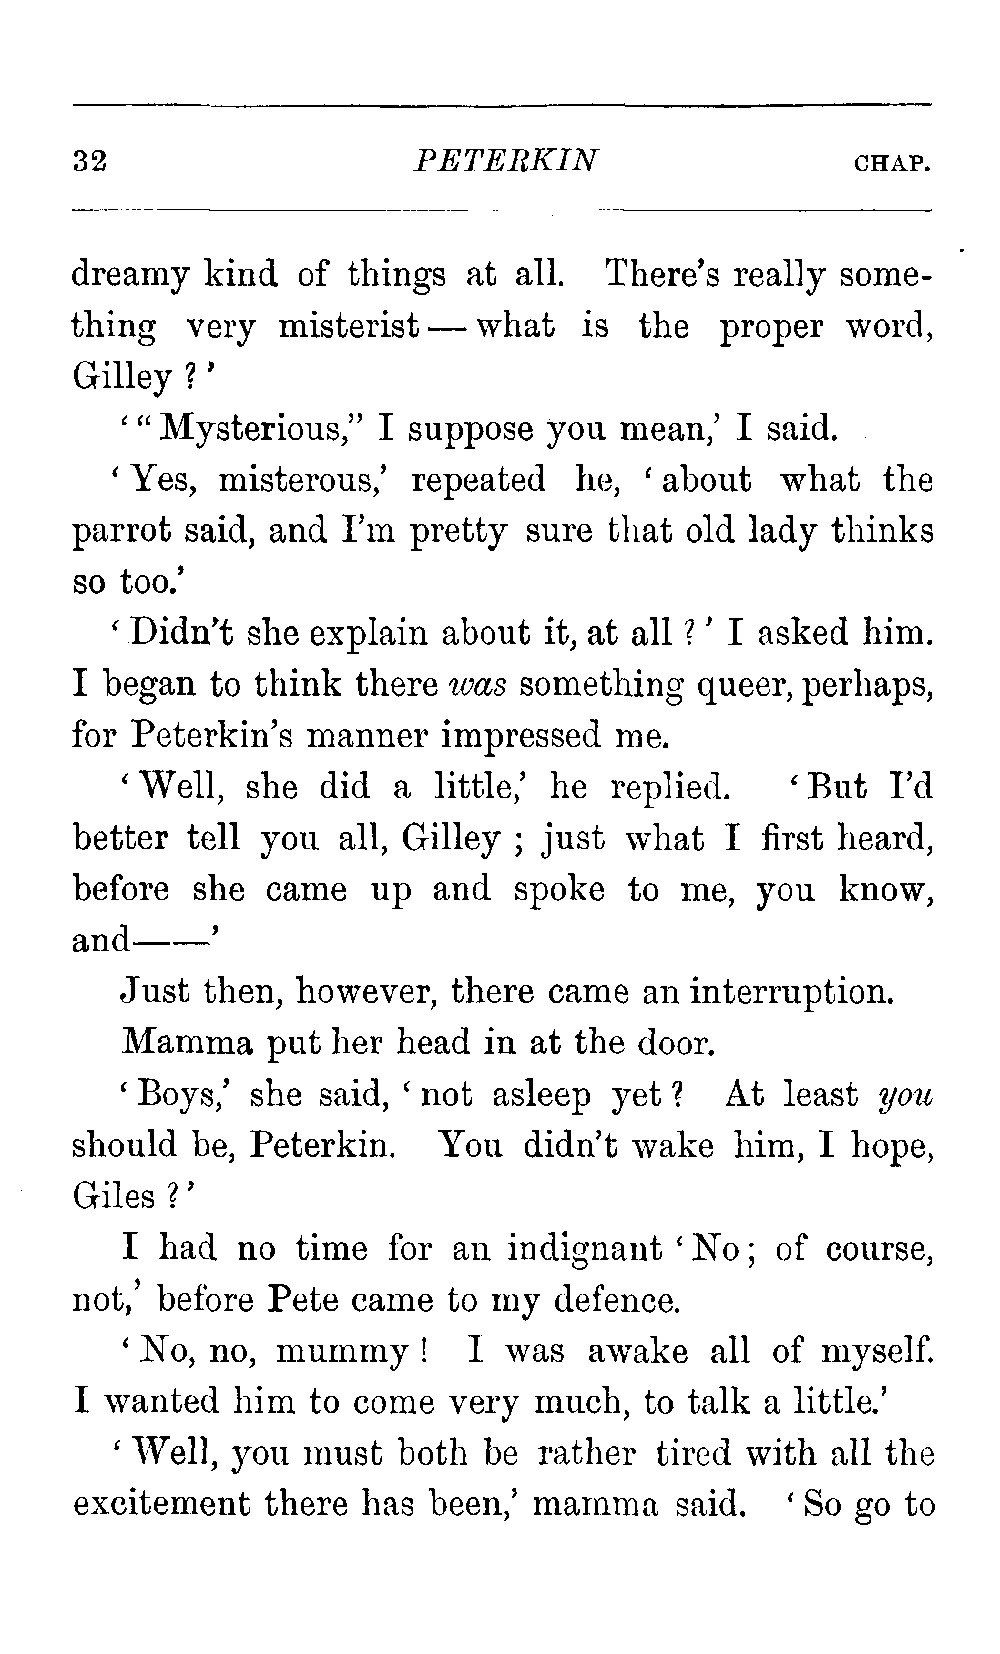 32 PETERKIN CHAP.
dreamy kind of things at all. There's really some-
thing very misterist — what is the proper word,
Gilley ?'
‘ “ Mysterious,” I suppose you mean,’ I said.
‘ Yes, misterous,’ repeated he, ‘ about what the
parrot said, and I’m pretty sure that old lady thinks
so too.’
‘ Didn’t she explain about it, at all ? ’ I asked him.
I began to think there was something queer, perhaps,
for Peterkin’s manner impressed me.
‘ Well, she did a little,’ he replied. ‘ But I’d
better tell you all, Gilley ; just what I first heard,
before she came up and spoke to me, you know,
and——’
Just then, however, there came an interruption.
Mamma put her head in at the door.
‘ Boys,’ she said, ‘ not asleep yet ? At least you
should be, Peterkin. You didn’t wake him, I hope,
Giles ? ’
I had no time for an indignant ‘ No ; of course,
not,’ before Pete came to my defence.
‘ No, no, mummy ! I was awake all of myself.
I wanted him to come very much, to talk a little.’
‘ Well, you must both be rather tired with all the
excitement there has been,’ mamma said. ‘ So go to